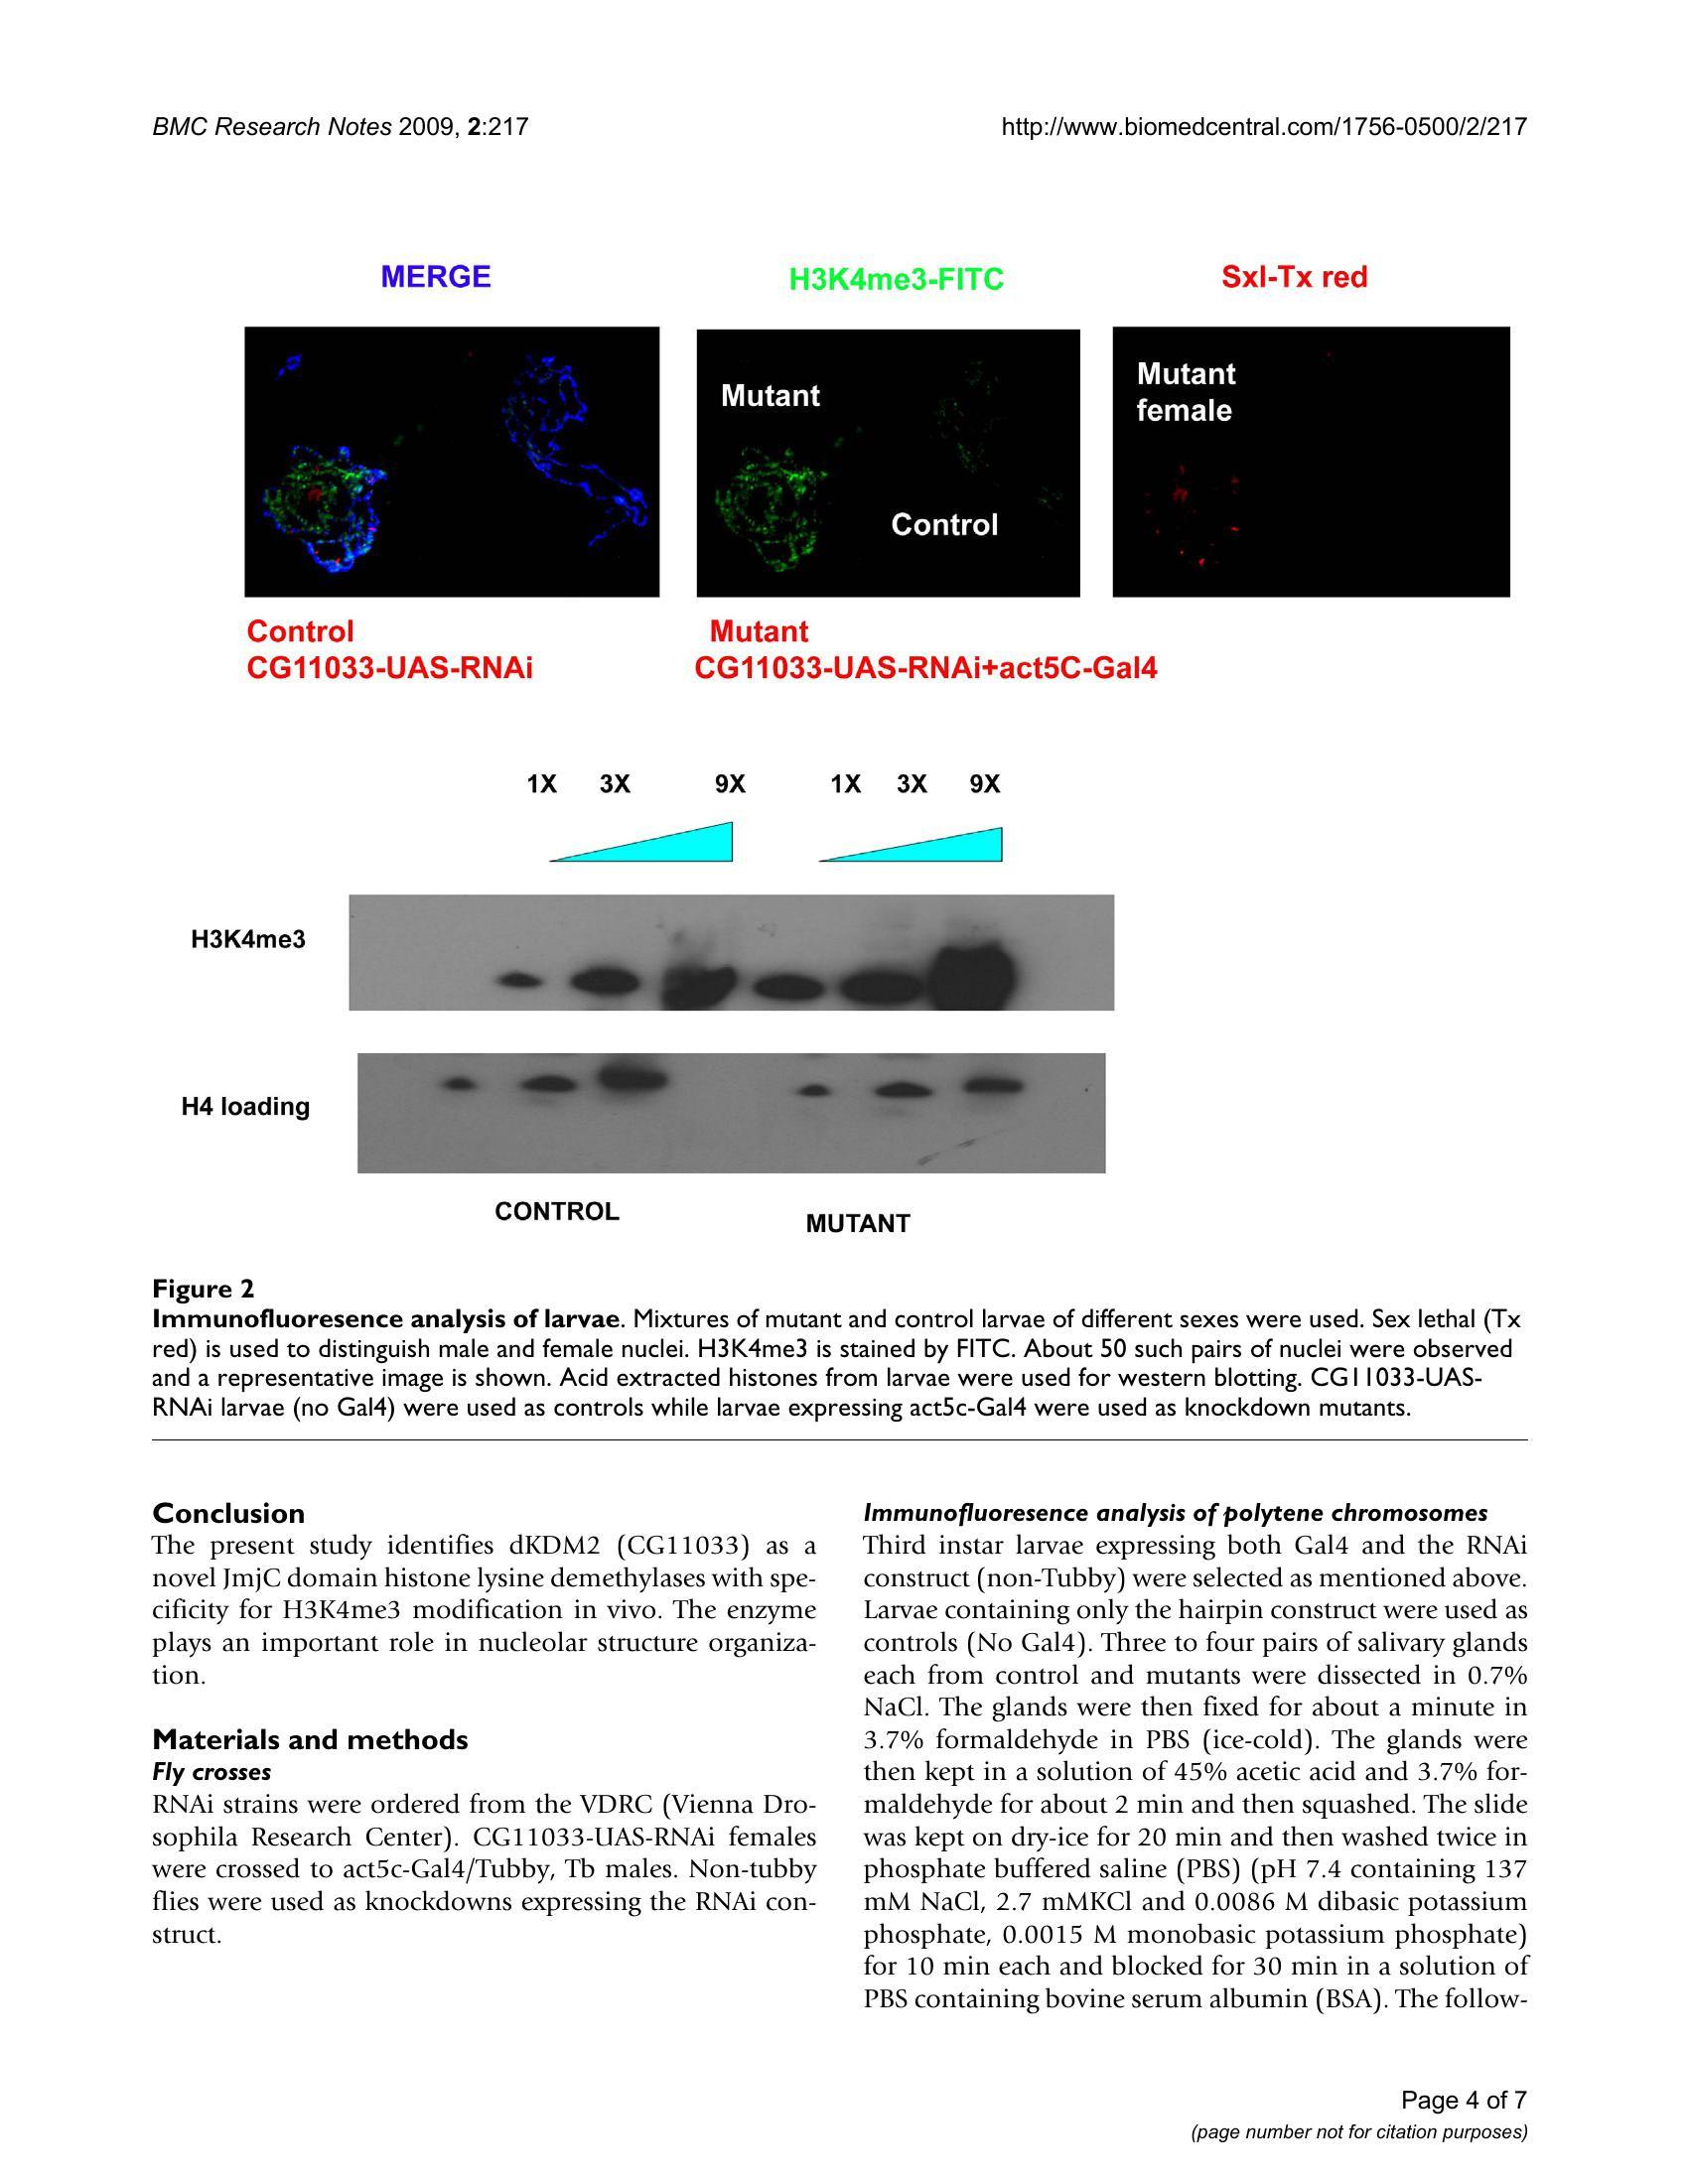 BMC Research Notes 2009, 2:217
http://www.biomedcentral.com/1756-0500/2/217
MERGE
H3K4me3-FITC
Sxl-Tx red
Mutant
Control
Mutant
female
Control
CG11033-UAS-RNAi
Mutant
CG11033-UAS-RNAi+act5C-Gal4
1X 3X 9X 1X 3X 9X
H3K4me3
H4 loading
CONTROL
MUTANT
Figure 2
Immunofluoresence analysis of larvae. Mixtures of mutant and control larvae of different sexes were used. Sex lethal (Tx
red) is used to distinguish male and female nuclei. H3K4me3 is stained by FITC. About 50 such pairs of nuclei were observed
and a representative image is shown. Acid extracted histones from larvae were used for western blotting. CG11033-UAS-
RNAi larvae (no Gal4) were used as controls while larvae expressing act5c-Gal4 were used as knockdown mutants.
Conclusion
The present study identifies dKDM2 (CG11033) as a
novel JmjC domain histone lysine demethylases with spe-
cificity for H3K4me3 modification in vivo. The enzyme
plays an important role in nucleolar structure organiza-
tion.
Materials and methods
Fly crosses
RNAi strains were ordered from the VDRC (Vienna Dro-
sophila Research Center). CG11033-UAS-RNAi females
were crossed to act5c-Gal4/Tubby, Tb males. Non-tubby
flies were used as knockdowns expressing the RNAi con-
struct.
Immunofluoresence analysis of polytene chromosomes
Third instar larvae expressing both Gal4 and the RNAi
construct (non-Tubby) were selected as mentioned above.
Larvae containing only the hairpin construct were used as
controls (No Gal4). Three to four pairs of salivary glands
each from control and mutants were dissected in 0.7%
NaCl. The glands were then fixed for about a minute in
3.7% formaldehyde in PBS (ice-cold). The glands were
then kept in a solution of 45% acetic acid and 3.7% for-
maldehyde for about 2 min and then squashed. The slide
was kept on dry-ice for 20 min and then washed twice in
phosphate buffered saline (PBS) (pH 7.4 containing 137
mM NaCl, 2.7 mMKCl and 0.0086 M dibasic potassium
phosphate, 0.0015 M monobasic potassium phosphate)
for 10 min each and blocked for 30 min in a solution of
PBS containing bovine serum albumin (BSA). The follow-
Page 4 of 7
(page number not for citation purposes)